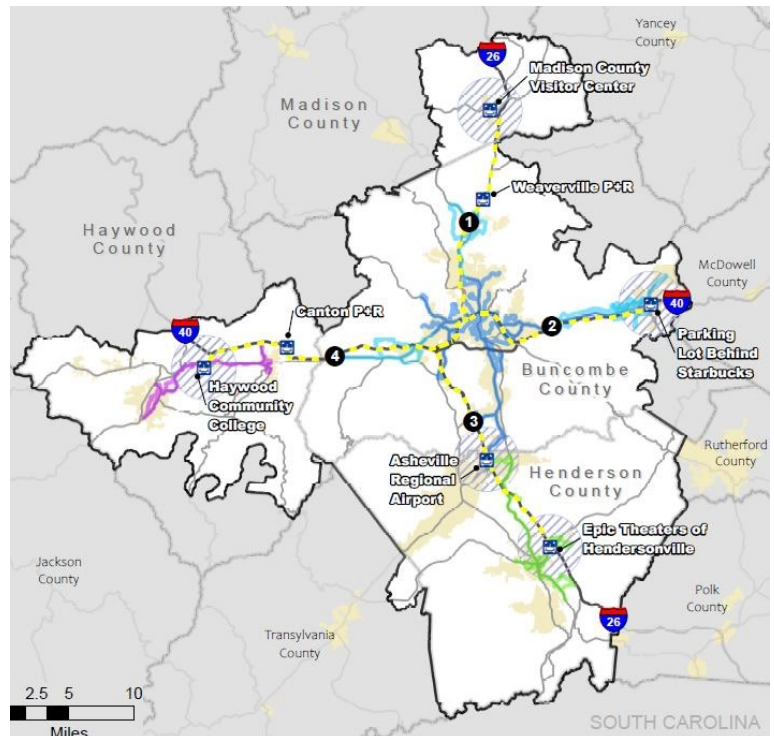 Yancey
County
26
Madison County
Visitor Center
Madison
County
Weaverville P+R
1
Haywood
County
McDowell
County
40
Canton P+R
40
2
4
Parking
Lot Behind
Starbucks
Haywood
Community
College
Buncombe
County
3
Rutherford
County
Asheville
Regional
Airport
Henderson
County
Epic Theaters of
Hendersonville
Jackson
County
Polk
County
26
Transylvania
County
2.5 5 10
Miles
SOUTH CAROLINA